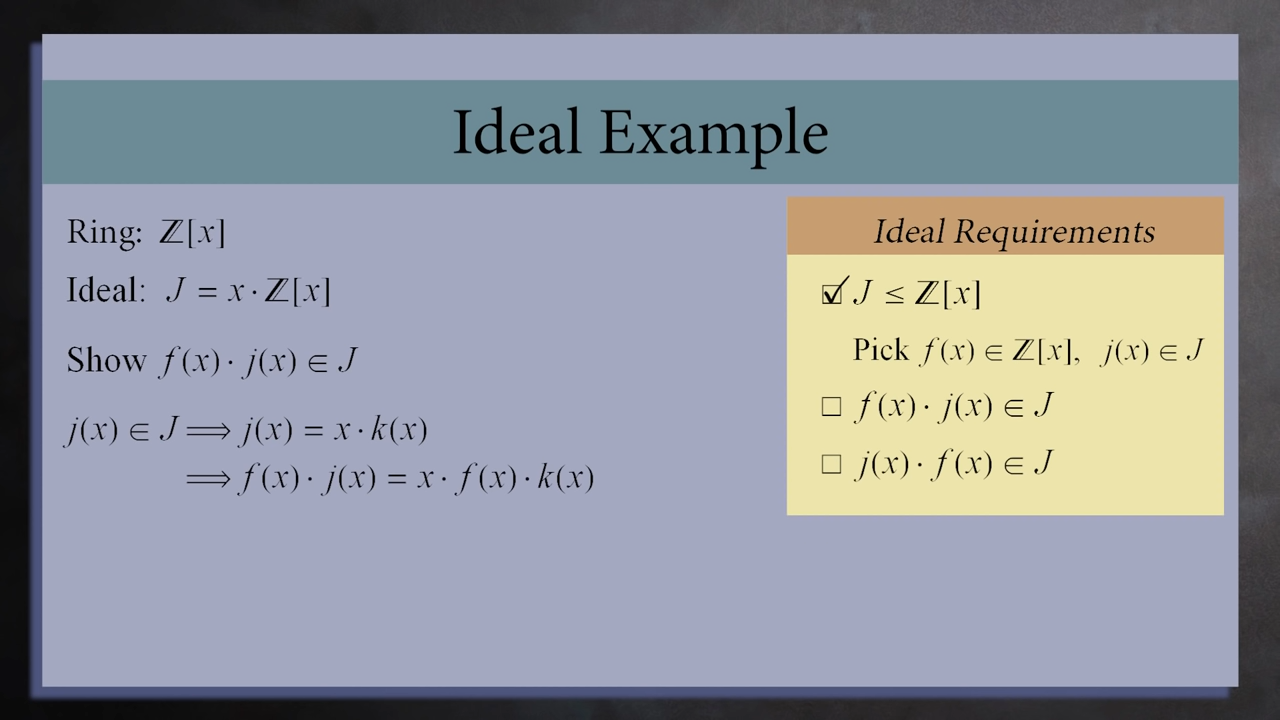 Ideal Example
Ring: ℤ[x]
Ideal: J = x · ℤ[x]
Show f(x) · j(x) ∈ J
j(x) ∈ J ⟹ j(x) = x · k(x)
⟹ f(x) · j(x) = x · f(x) · k(x)
Ideal Requirements
☑ J ≤ ℤ[x]
Pick f(x) ∈ ℤ[x], j(x) ∈ J
☐ f(x) · j(x) ∈ J
☐ j(x) · f(x) ∈ J